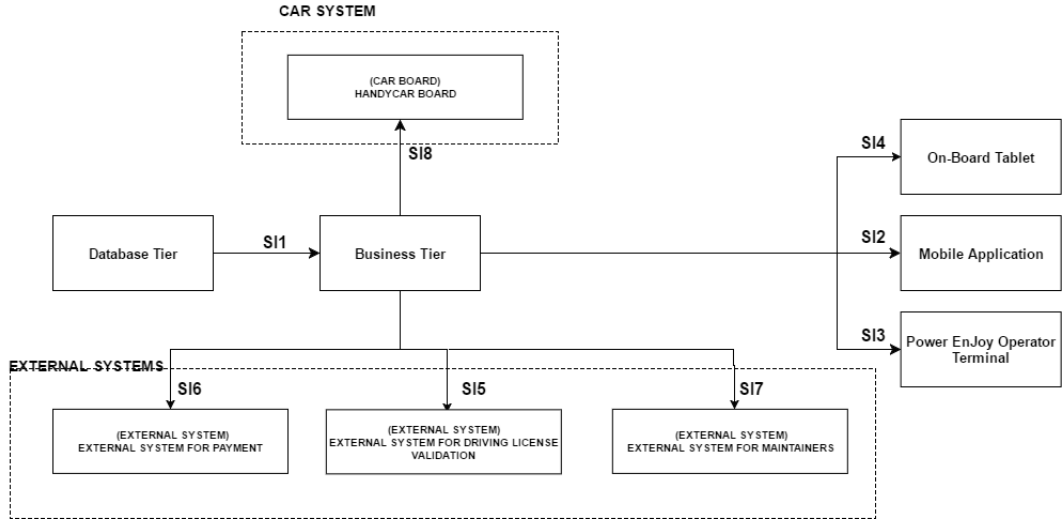 CAR SYSTEM
(CAR BOARD)
HANDYCAR BOARD
SI8
SI4
On-Board Tablet
Database Tier
SI1
Business Tier
SI2
Mobile Application
SI3
Power EnJoy Operator
Terminal
EXTERNAL SYSTEMS
SI6
SI5
SI7
(EXTERNAL SYSTEM)
EXTERNAL SYSTEM FOR PAYMENT
(EXTERNAL SYSTEM)
EXTERNAL SYSTEM FOR DRIVING LICENSE
VALIDATION
(EXTERNAL SYSTEM)
EXTERNAL SYSTEM FOR MAINTAINERS